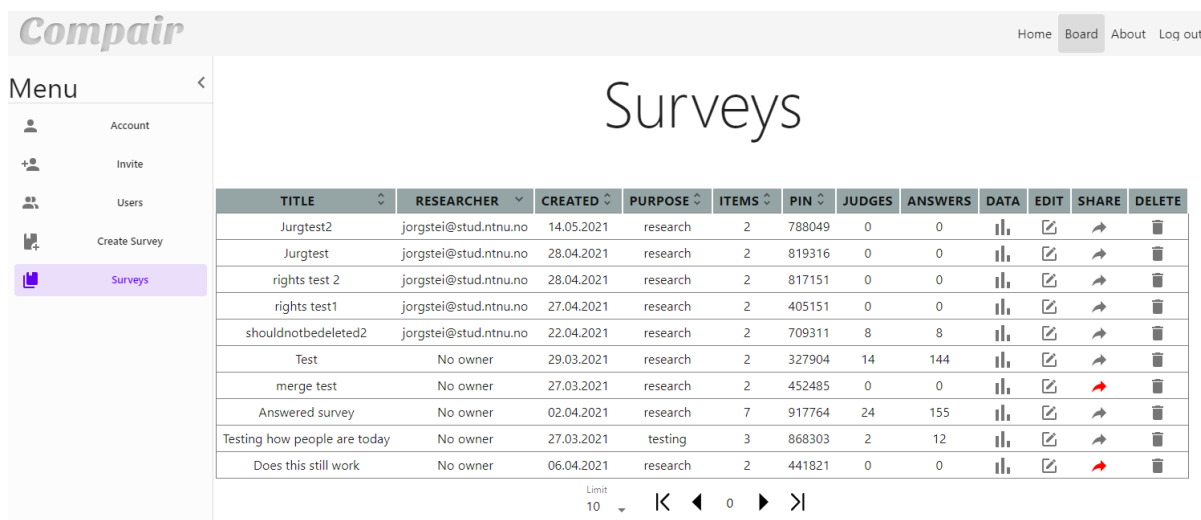 Compair
Home Board About Log out
Menu
Account
Invite
Users
Create Survey
Surveys
Surveys
TITLE RESEARCHER CREATED PURPOSE ITEMS PIN JUDGES ANSWERS DATA EDIT SHARE DELETE
Jurgtest2 jorgstei@stud.ntnu.no 14.05.2021 research 2 788049 0 0
Jurgtest jorgstei@stud.ntnu.no 28.04.2021 research 2 819316 0 0
rights test 2 jorgstei@stud.ntnu.no 28.04.2021 research 2 817151 0 0
rights test1 jorgstei@stud.ntnu.no 27.04.2021 research 2 405151 0 0
shouldnotbedeleted2 jorgstei@stud.ntnu.no 22.04.2021 research 2 709311 8 8
Test No owner 29.03.2021 research 2 327904 14 144
merge test No owner 27.03.2021 research 2 452485 0 0
Answered survey No owner 02.04.2021 research 7 917764 24 155
Testing how people are today No owner 27.03.2021 testing 3 868303 2 12
Does this still work No owner 06.04.2021 research 2 441821 0 0
Limit
10 0